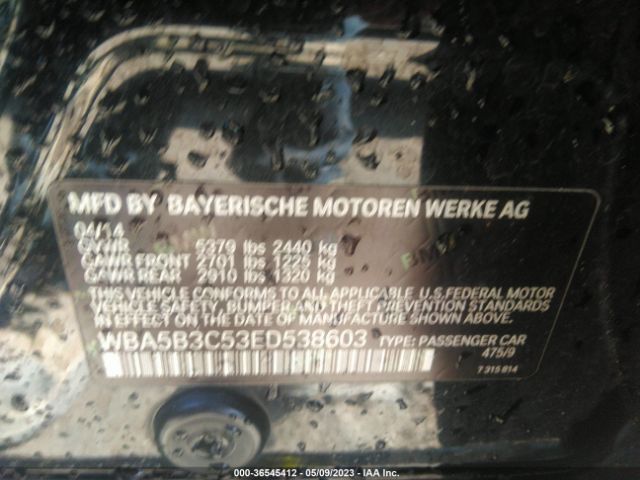 MFD BY BAYERISCHE MOTOREN WERKE AG
04/14
GVWR 5379 lbs 2440 kg
GAWR FRONT 2701 lbs 1225 kg
GAWR REAR 2910 lbs 1320 kg
THIS VEHICLE CONFORMS TO ALL APPLICABLE U.S.FEDERAL MOTOR
VEHICLE SAFETY, BUMPER AND THEFT PREVENTION STANDARDS
IN EFFECT ON THE DATE OF MANUFACTURE SHOWN ABOVE.
WBA5B3C53ED538603 TYPE: PASSENGER CAR
475/9
7 315 814
000-36545412 - 05/09/2023 - IAA Inc.